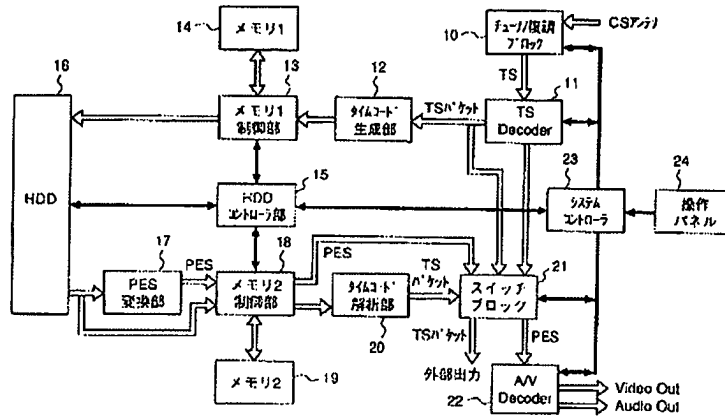 14
メモリ1
10
チューナ/復調
ブロック
CSアンテナ
16
13
12
TS
11
メモリ1
制御部
タイムコード
生成部
TSパケット
TS
Decoder
HDD
15
HDD
コントローラ部
23
システム
コントローラ
24
操作
パネル
17
PES
変換部
PES
18
メモリ2
制御部
PES
タイムコード
解析部
20
TS
パケット
スイッチ
ブロック
21
TSパケット
PES
外部出力
メモリ2
19
A/V
Decoder
22
Video Out
Audio Out